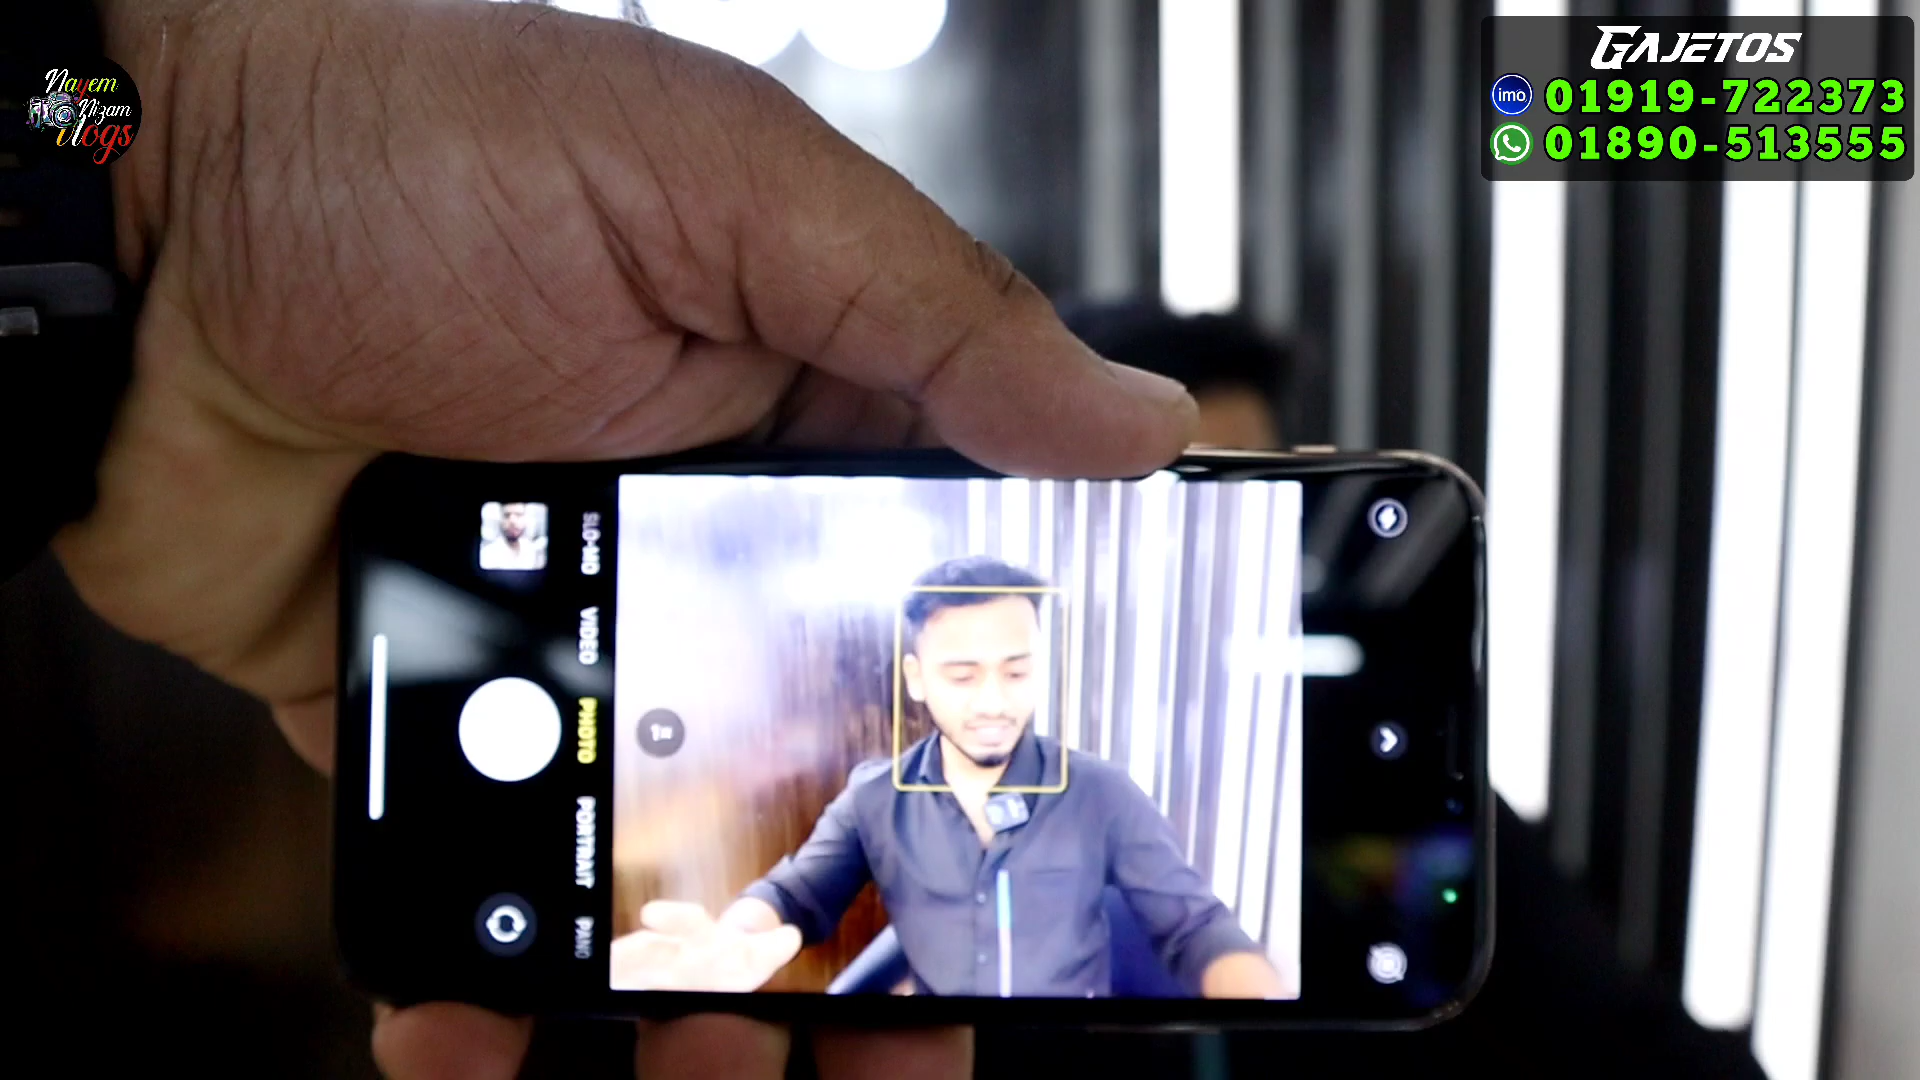 Nayem
Nizam
Vlogs
GAJETOS
imo 01919-722373
01890-513555
SLO-MO
VIDEO
PHOTO
PORTRAIT
PANO